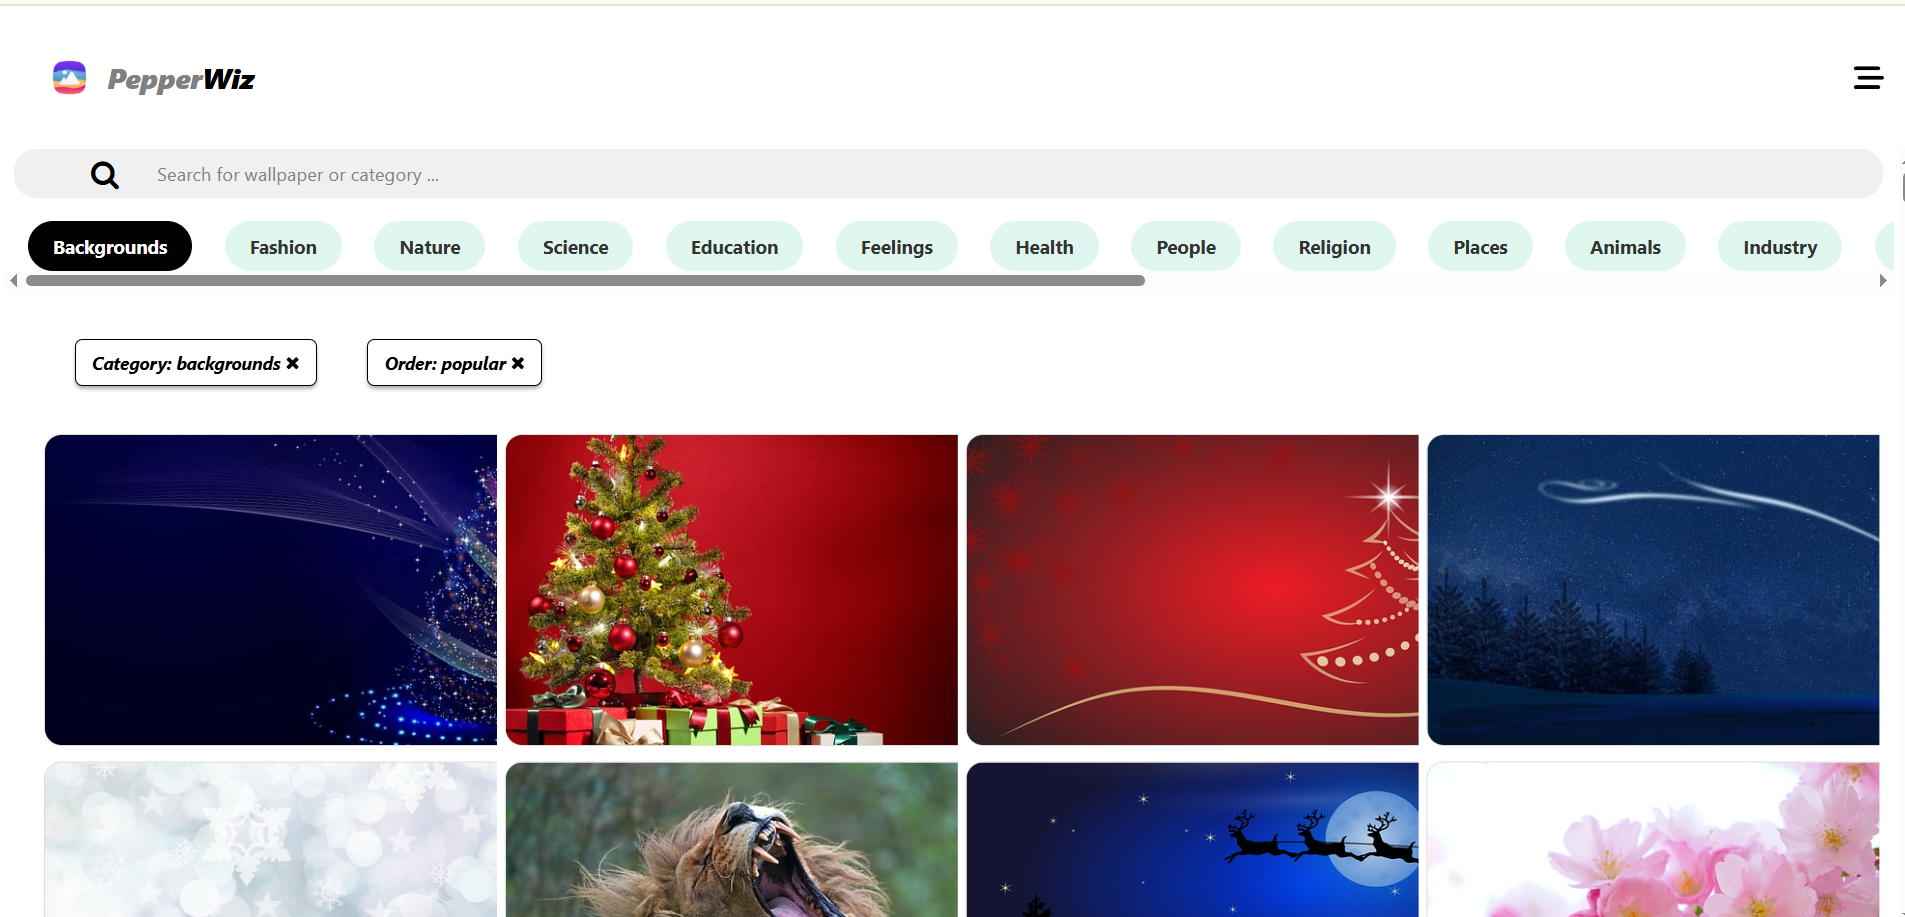 PepperWiz
Search for wallpaper or category ...
Backgrounds Fashion Nature Science Education Feelings Health People Religion Places Animals Industry
Category: backgrounds ✖ Order: popular ✖